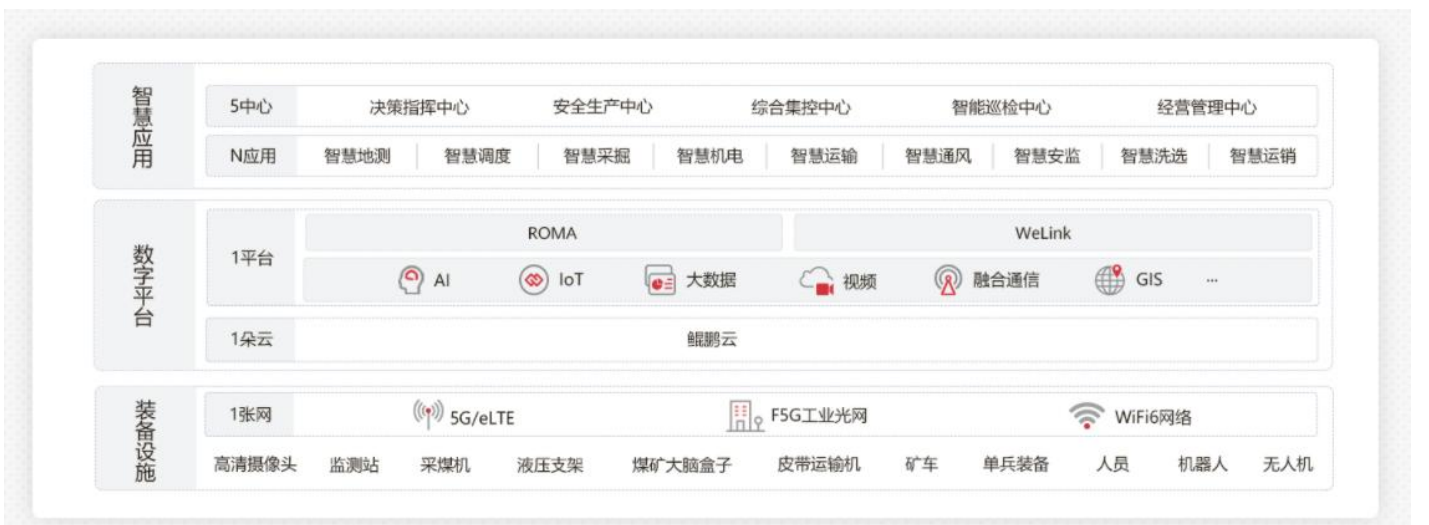 智慧应用
5中心 决策指挥中心 安全生产中心 综合集控中心 智能巡检中心 经营管理中心
N应用 智慧地测 智慧调度 智慧采掘 智慧机电 智慧运输 智慧通风 智慧安监 智慧洗选 智慧运销
数字平台
1平台
ROMA WeLink
AI IoT 大数据 视频 融合通信 GIS ...
1朵云 鲲鹏云
装备设施
1张网 5G/eLTE F5G工业光网 WiFi6网络
高清摄像头 监测站 采煤机 液压支架 煤矿大脑盒子 皮带运输机 矿车 单兵装备 人员 机器人 无人机